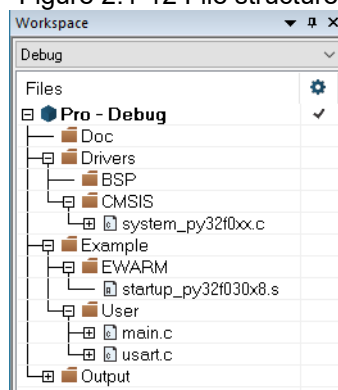 Figure 2.1-12 File structure
Workspace
Debug
Files
Pro - Debug
Doc
Drivers
BSP
CMSIS
system_py32f0xx.c
Example
EWARM
startup_py32f030x8.s
User
main.c
usart.c
Output